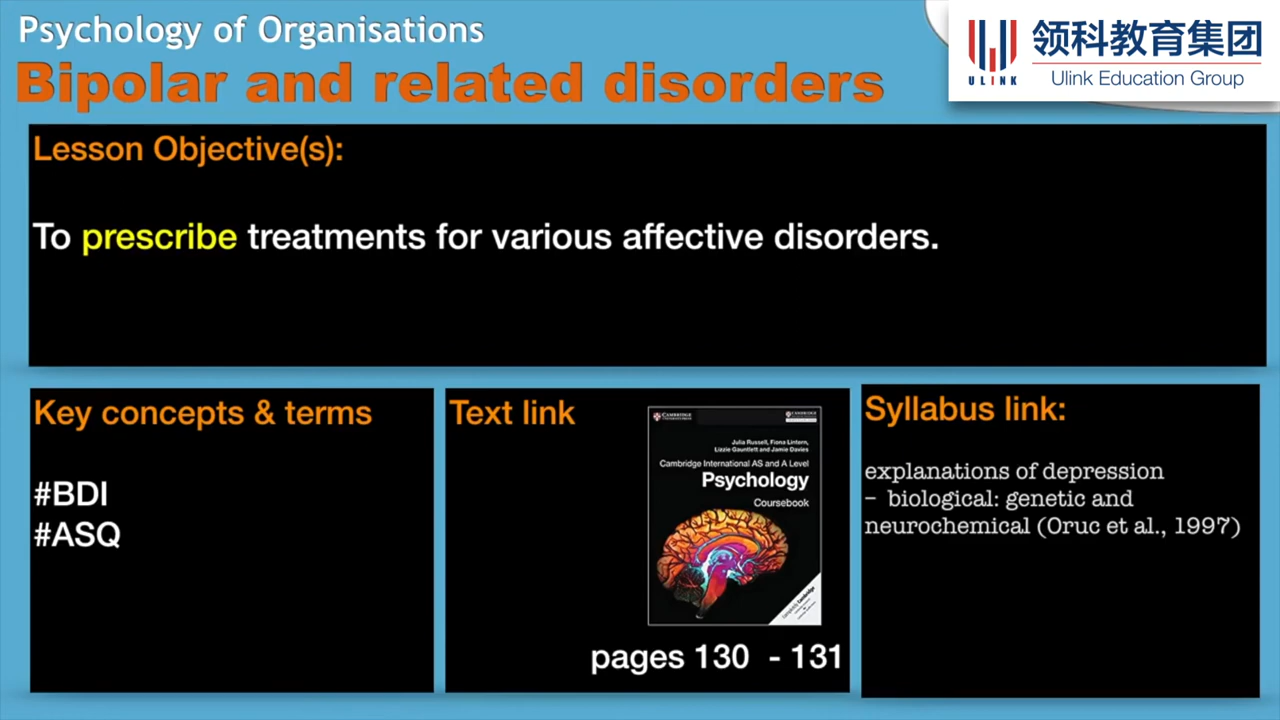 Psychology of Organisations
Bipolar and related disorders
领科教育集团
ULINK
Ulink Education Group
Lesson Objective(s):
To prescribe treatments for various affective disorders.
Key concepts & terms
#BDI
#ASQ
Text link
CAMBRIDGE
Julia Russell, Fiona Lintern,
Lizzie Gauntlett and Jamie Davies
Cambridge International AS and A Level
Psychology
Coursebook
pages 130 - 131
Syllabus link:
explanations of depression
– biological: genetic and
neurochemical (Oruc et al., 1997)